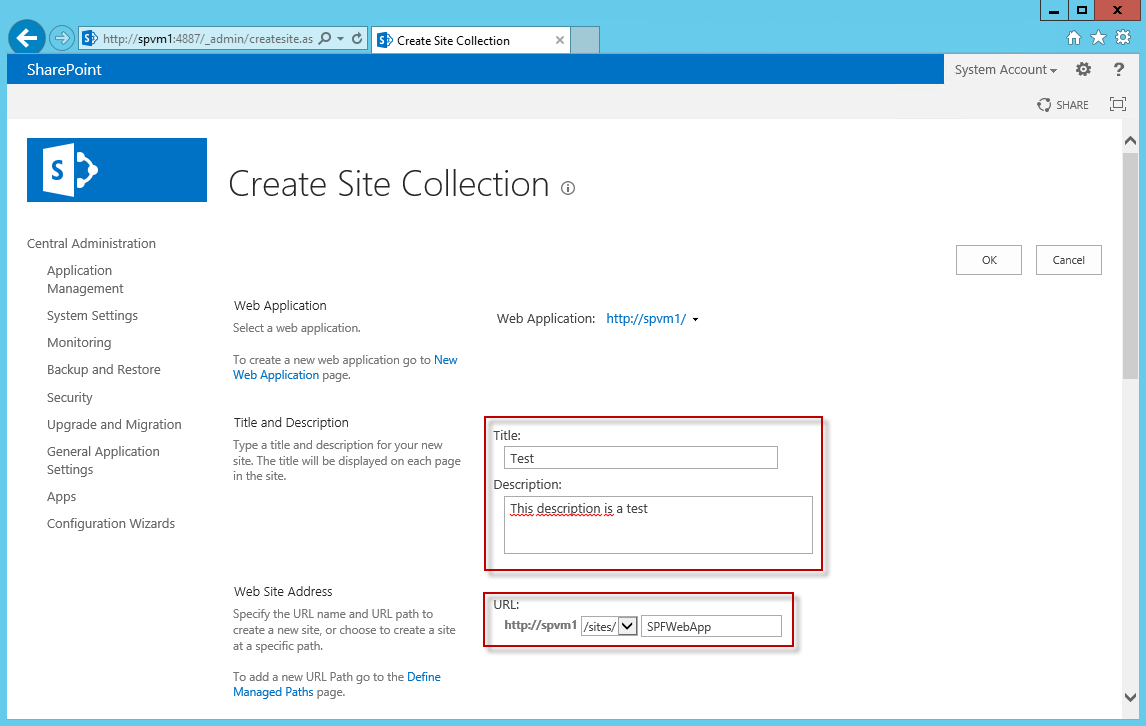 http://spvm1:4887/_admin/createsite.as
Create Site Collection
SharePoint
System Account
?
SHARE
S
Create Site Collection
Central Administration
Application
Management
System Settings
Monitoring
Backup and Restore
Security
Upgrade and Migration
General Application
Settings
Apps
Configuration Wizards
OK
Cancel
Web Application
Select a web application.
To create a new web application go to New
Web Application page.
Web Application: http://spvm1/
Title and Description
Type a title and description for your new
site. The title will be displayed on each page
in the site.
Title:
Test
Description:
This description is a test
Web Site Address
Specify the URL name and URL path to
create a new site, or choose to create a site
at a specific path.
To add a new URL Path go to the Define
Managed Paths page.
URL:
http://spvm1 /sites/ SPFWebApp